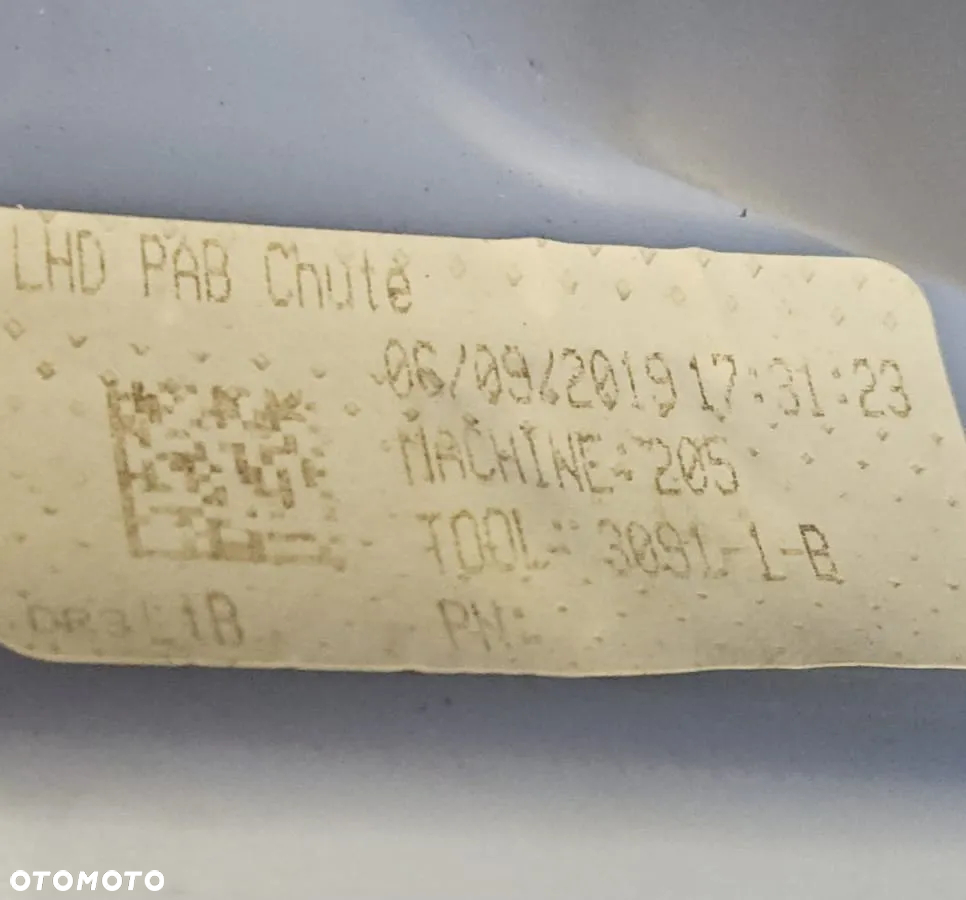 LHD PAB Chute
06/09/2019 17:31:23
MACHINE: 205
TOOL: 3091-1-B
PN:
OTOMOTO